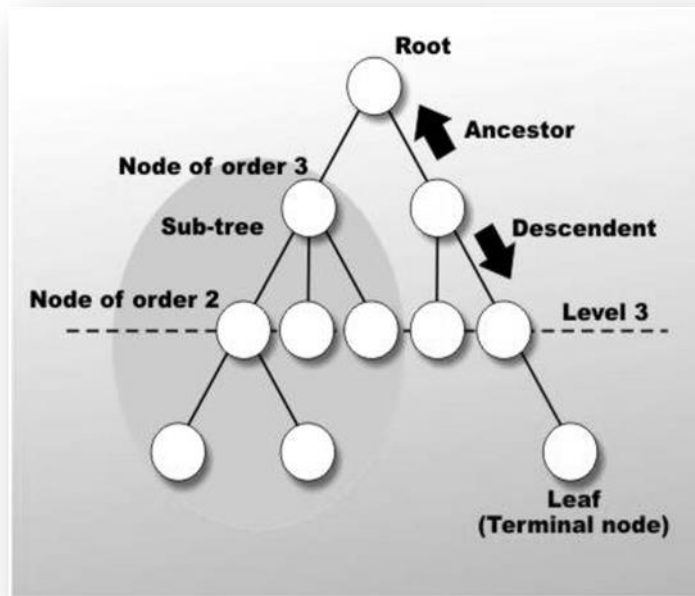 Root
Ancestor
Node of order 3
Sub-tree
Descendent
Node of order 2
Level 3
Leaf
(Terminal node)